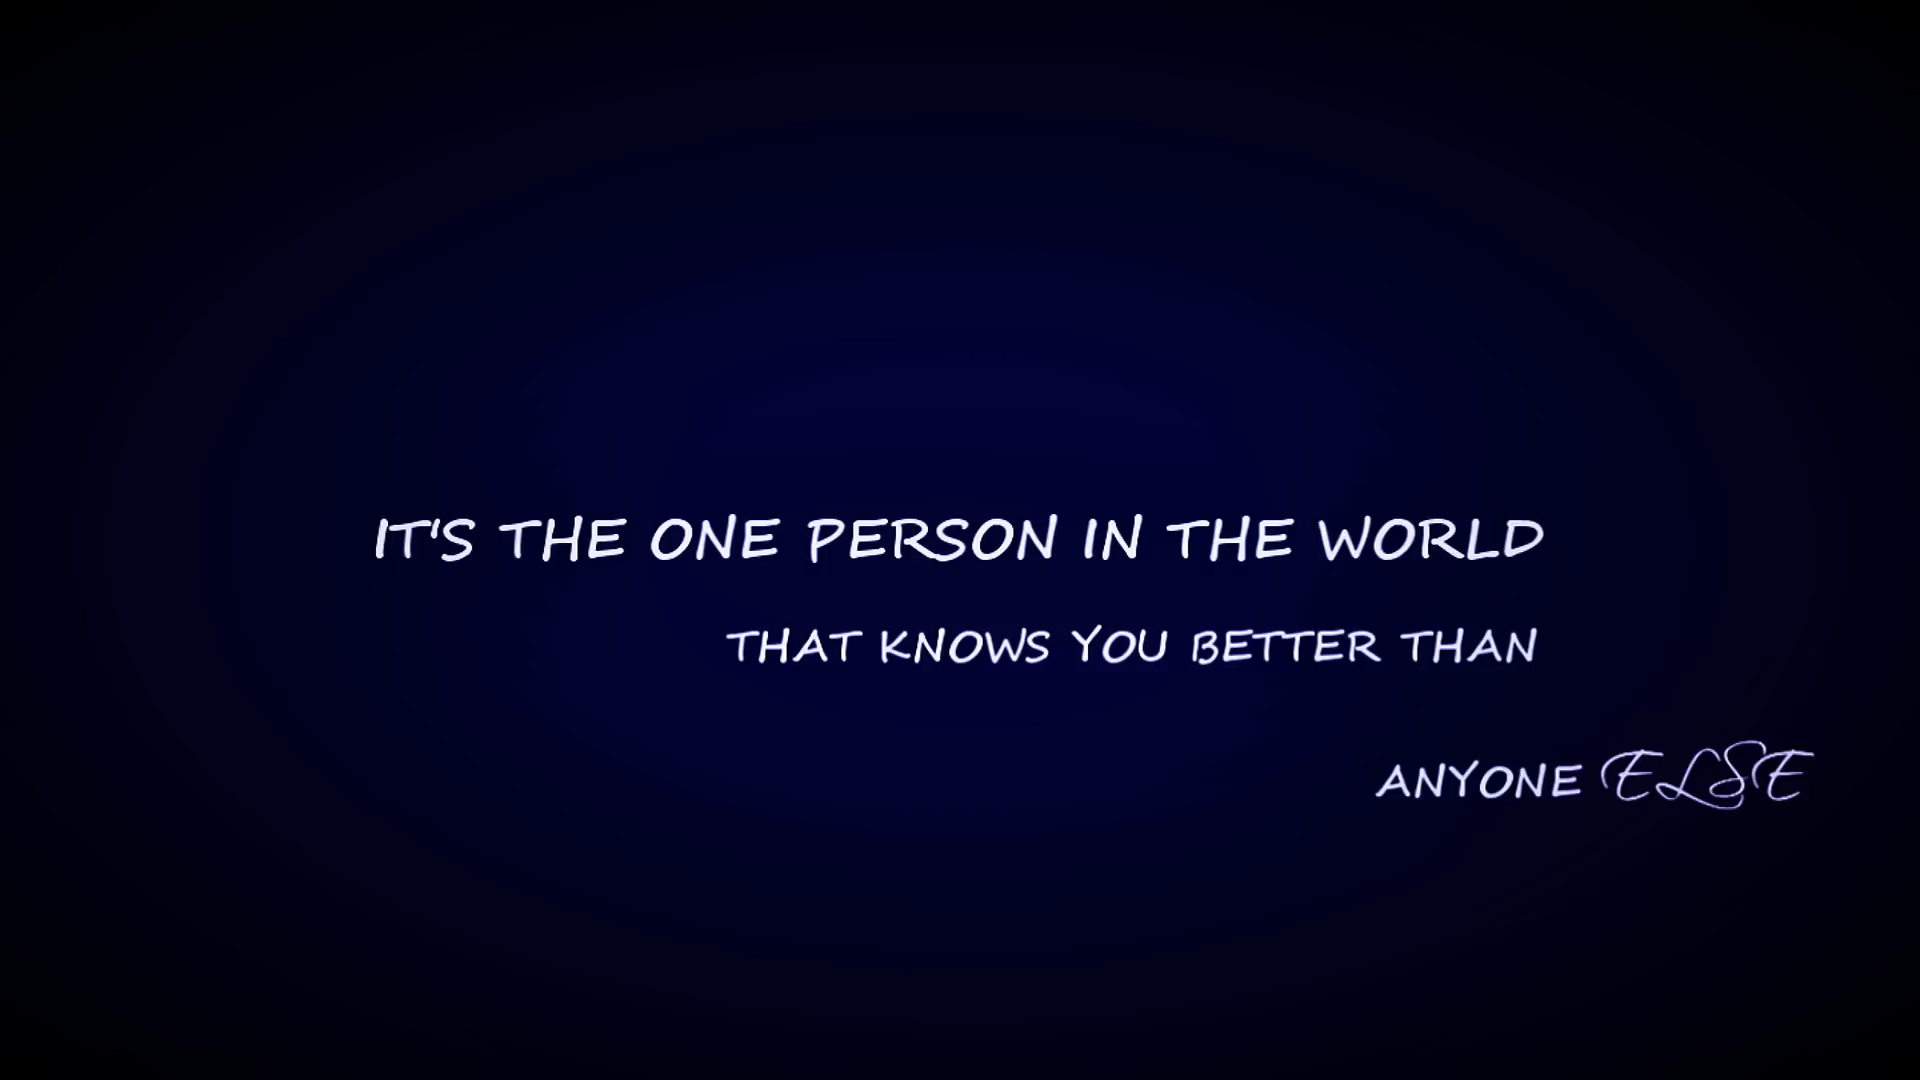 IT'S THE ONE PERSON IN THE WORLD
THAT KNOWS YOU BETTER THAN
ANYONE ELSE